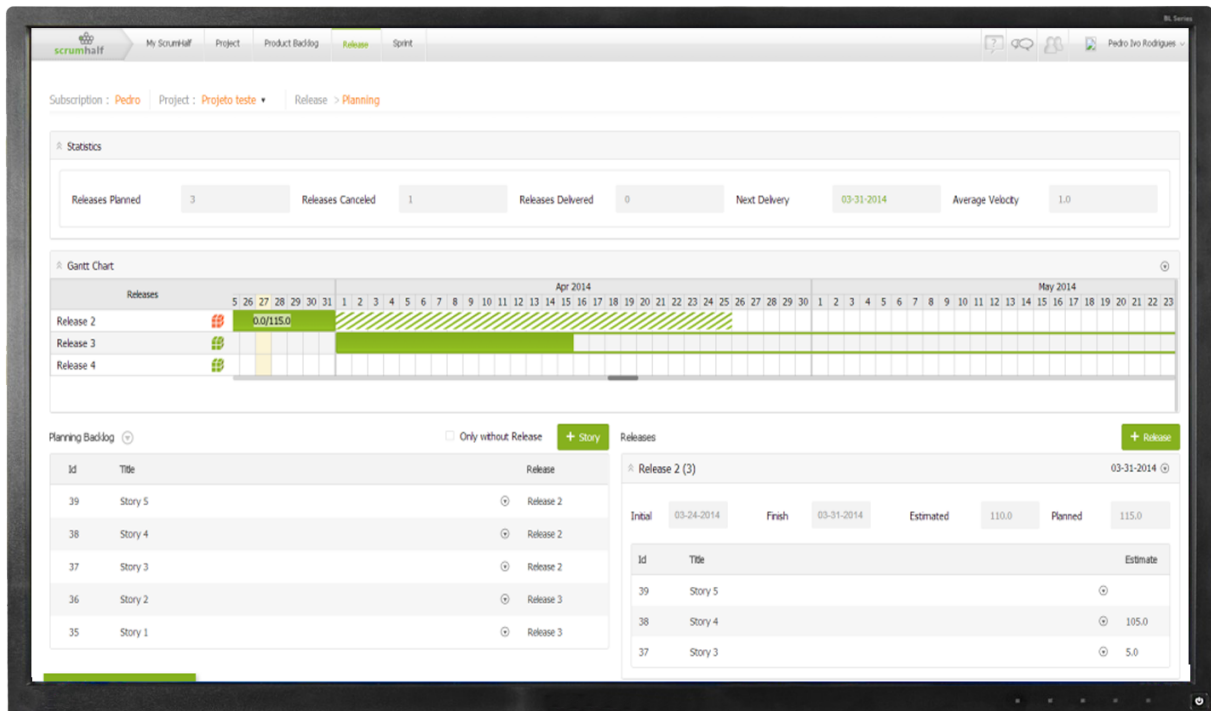 BL Series
scrumhalf My ScrumHalf Project Product Backlog Release Sprint ? Pedro Ivo Rodrigues
Subscription : Pedro Project : Projeto teste Release > Planning
Statistics
Releases Planned 3 Releases Canceled 1 Releases Delivered 0 Next Delivery 03-31-2014 Average Velocity 1.0
Gantt Chart
Releases Apr 2014 May 2014
5 26 27 28 29 30 31 1 2 3 4 5 6 7 8 9 10 11 12 13 14 15 16 17 18 19 20 21 22 23 24 25 26 27 28 29 30 1 2 3 4 5 6 7 8 9 10 11 12 13 14 15 16 17 18 19 20 21 22 23
Release 2 0.0/115.0
Release 3
Release 4
Planning Backlog Only without Release + Story
Id Title Release
39 Story 5 Release 2
38 Story 4 Release 2
37 Story 3 Release 2
36 Story 2 Release 3
35 Story 1 Release 3
Releases + Release
Release 2 (3) 03-31-2014
Initial 03-24-2014 Finish 03-31-2014 Estimated 110.0 Planned 115.0
Id Title Estimate
39 Story 5
38 Story 4 105.0
37 Story 3 5.0